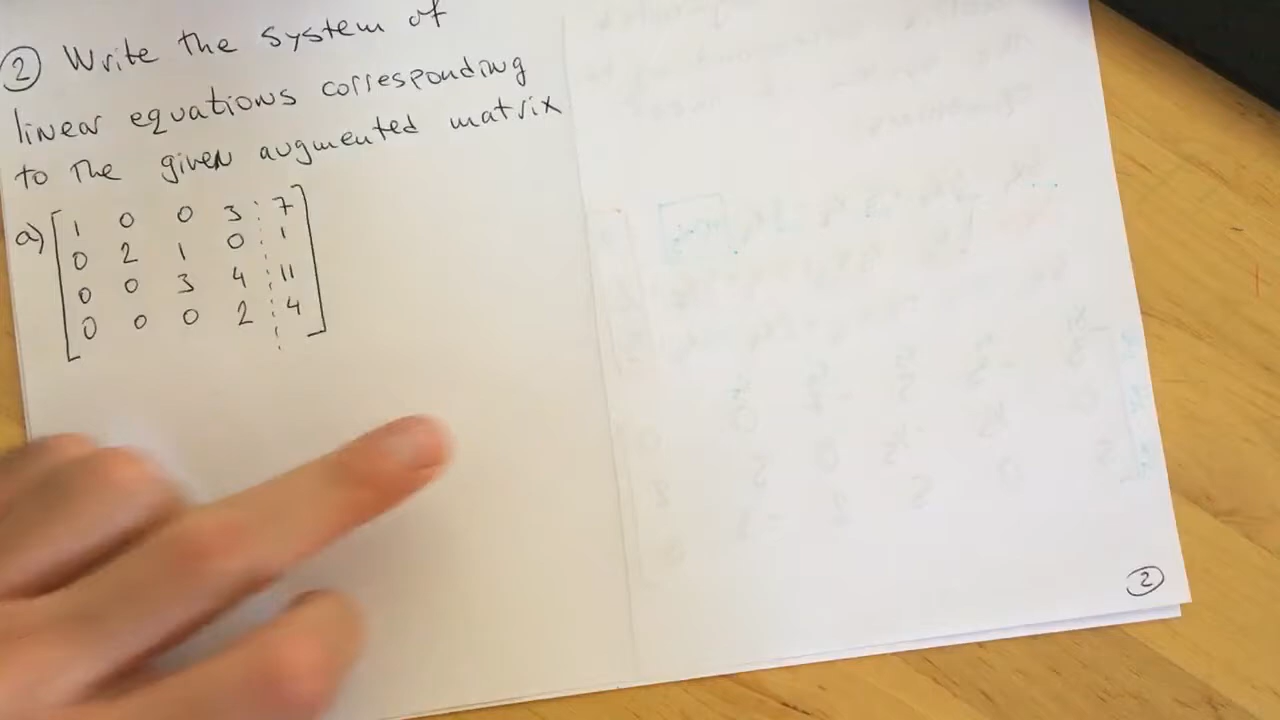 ② Write the system of
linear equations corresponding
to the given augmented matrix
a) [1 0 0 3 ⋮ 7
0 2 1 0 ⋮ 1
0 0 3 4 ⋮ 11
0 0 0 2 ⋮ 4]
②